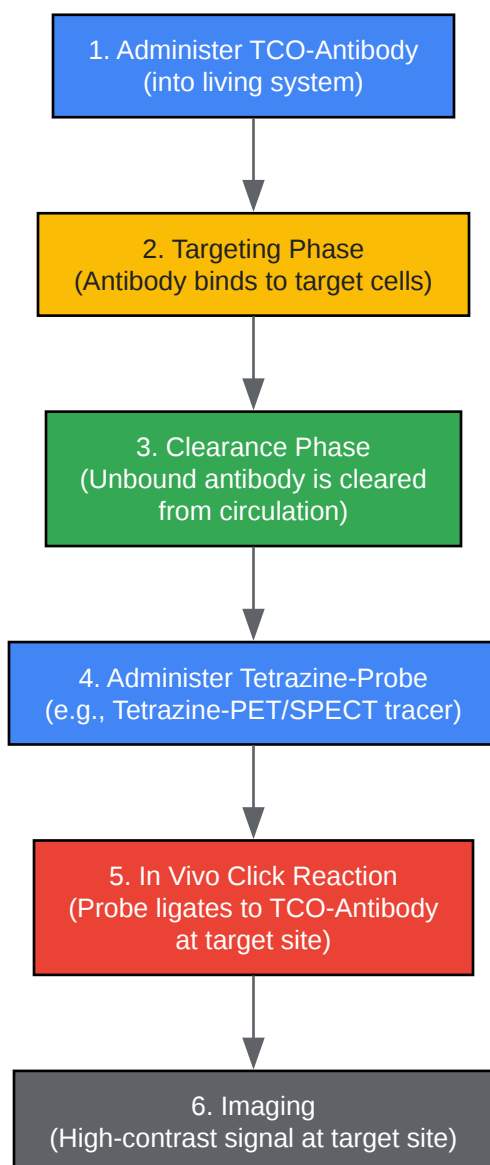 1. Administer TCO-Antibody
(into living system)
2. Targeting Phase
(Antibody binds to target cells)
3. Clearance Phase
(Unbound antibody is cleared
from circulation)
4. Administer Tetrazine-Probe
(e.g., Tetrazine-PET/SPECT tracer)
5. In Vivo Click Reaction
(Probe ligates to TCO-Antibody
at target site)
6. Imaging
(High-contrast signal at target site)